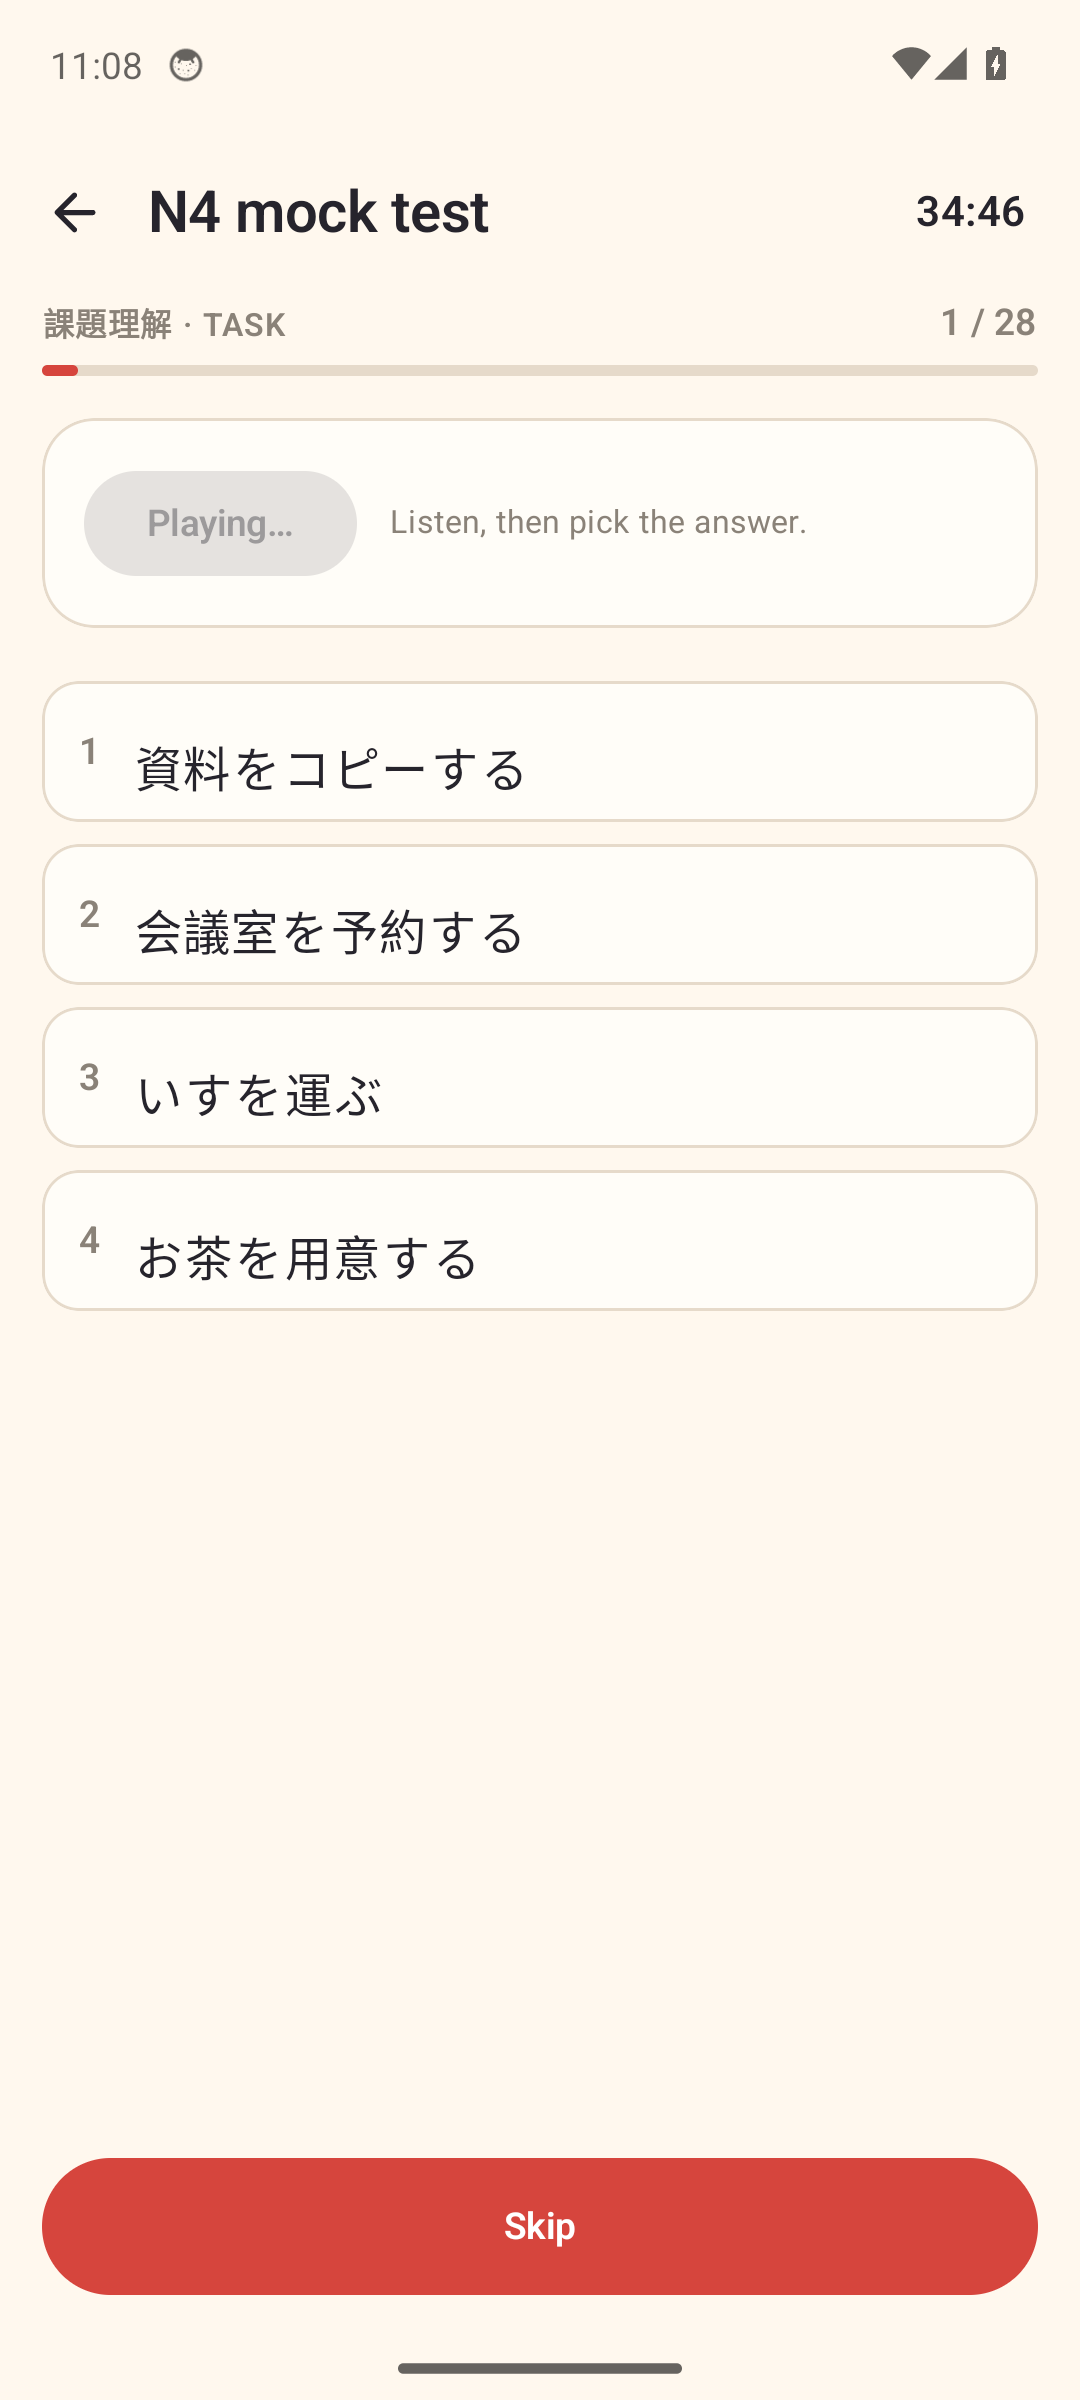 11:08
N4 mock test
34:46
課題理解 · TASK
1 / 28
Playing…
Listen, then pick the answer.
1 資料をコピーする
2 会議室を予約する
3 いすを運ぶ
4 お茶を用意する
Skip